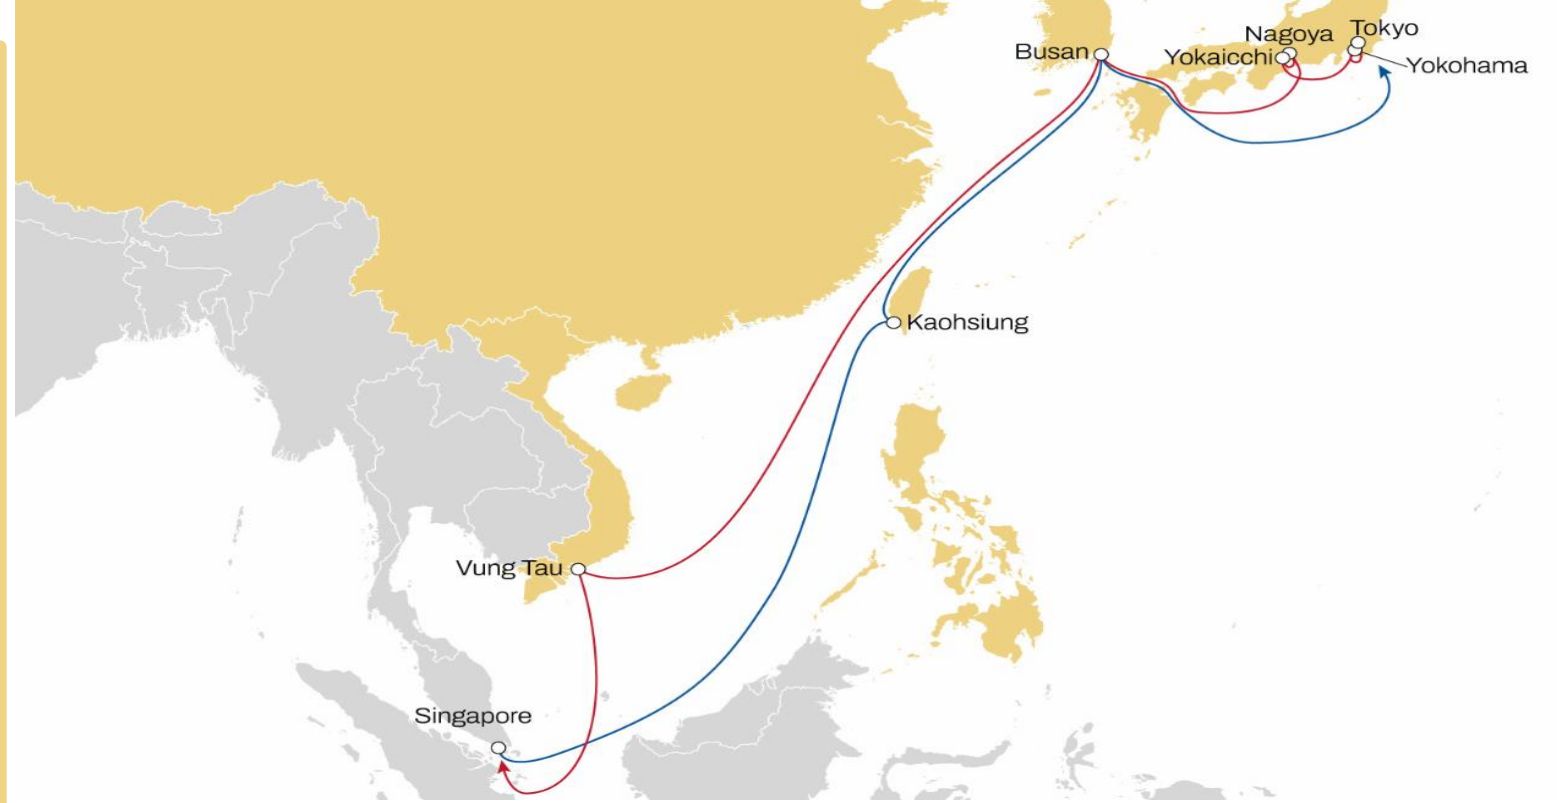 Tokyo
Nagoya
Busan
Yokaicchi
Yokohama
Kaohsiung
Vung Tau
Singapore